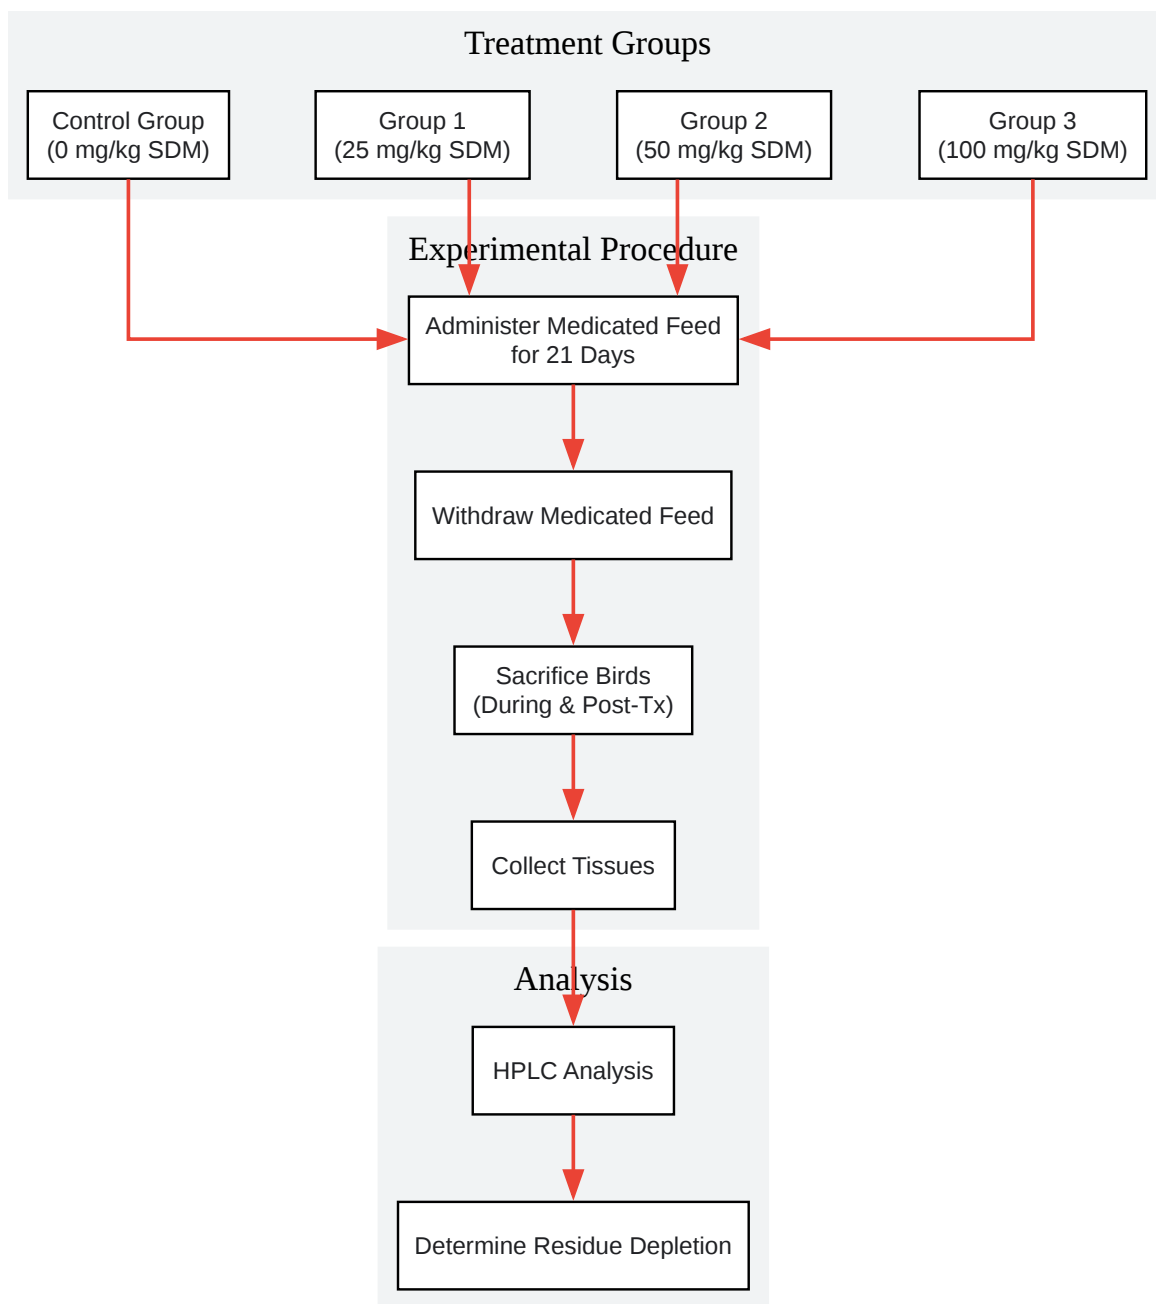 Treatment Groups
Control Group
(0 mg/kg SDM)
Group 1
(25 mg/kg SDM)
Group 2
(50 mg/kg SDM)
Group 3
(100 mg/kg SDM)
Experimental Procedure
Administer Medicated Feed
for 21 Days
Withdraw Medicated Feed
Sacrifice Birds
(During & Post-Tx)
Collect Tissues
Analysis
HPLC Analysis
Determine Residue Depletion